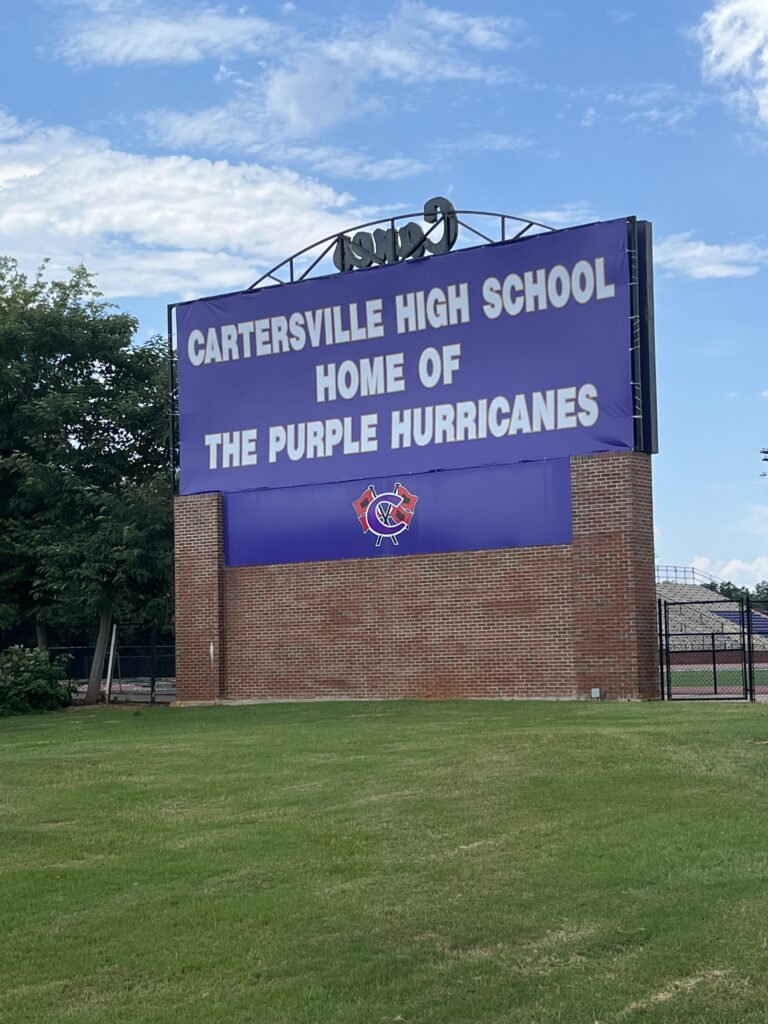 CARTERSVILLE HIGH SCHOOL
HOME OF
THE PURPLE HURRICANES
C